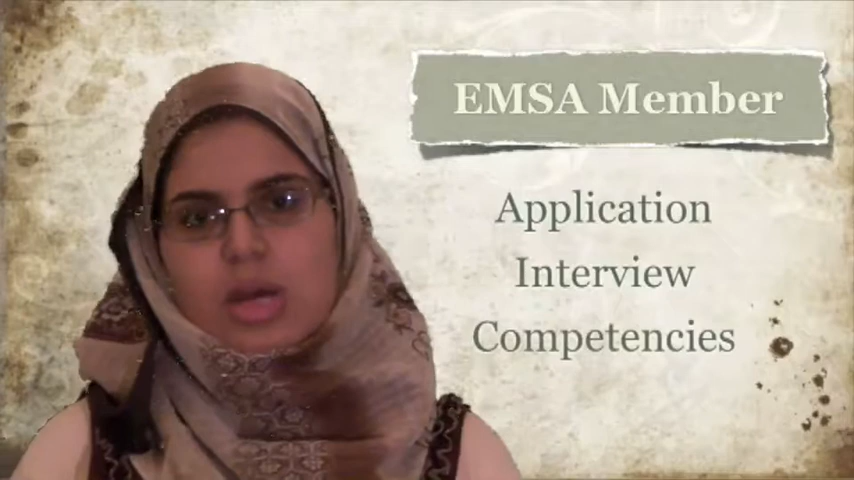 EMSA Member
Application
Interview
Competencies